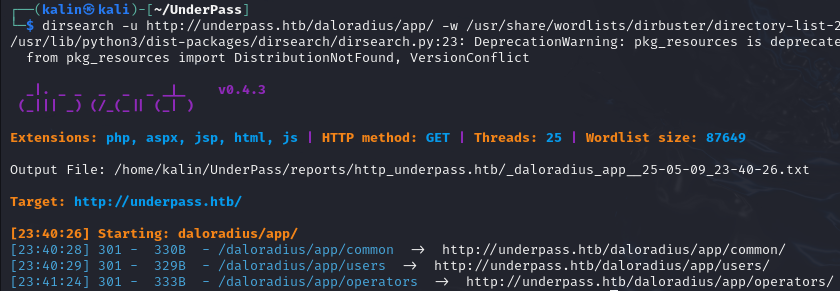 ┌──(kalin㉿kali)-[~/UnderPass]
└─$ dirsearch -u http://underpass.htb/daloradius/app/ -w /usr/share/wordlists/dirbuster/directory-list-2
/usr/lib/python3/dist-packages/dirsearch/dirsearch.py:23: DeprecationWarning: pkg_resources is deprecate
from pkg_resources import DistributionNotFound, VersionConflict
v0.4.3
Extensions: php, aspx, jsp, html, js | HTTP method: GET | Threads: 25 | Wordlist size: 87649
Output File: /home/kalin/UnderPass/reports/http_underpass.htb/_daloradius_app__25-05-09_23-40-26.txt
Target: http://underpass.htb/
[23:40:26] Starting: daloradius/app/
[23:40:28] 301 - 330B - /daloradius/app/common → http://underpass.htb/daloradius/app/common/
[23:40:29] 301 - 329B - /daloradius/app/users → http://underpass.htb/daloradius/app/users/
[23:41:24] 301 - 333B - /daloradius/app/operators → http://underpass.htb/daloradius/app/operators/